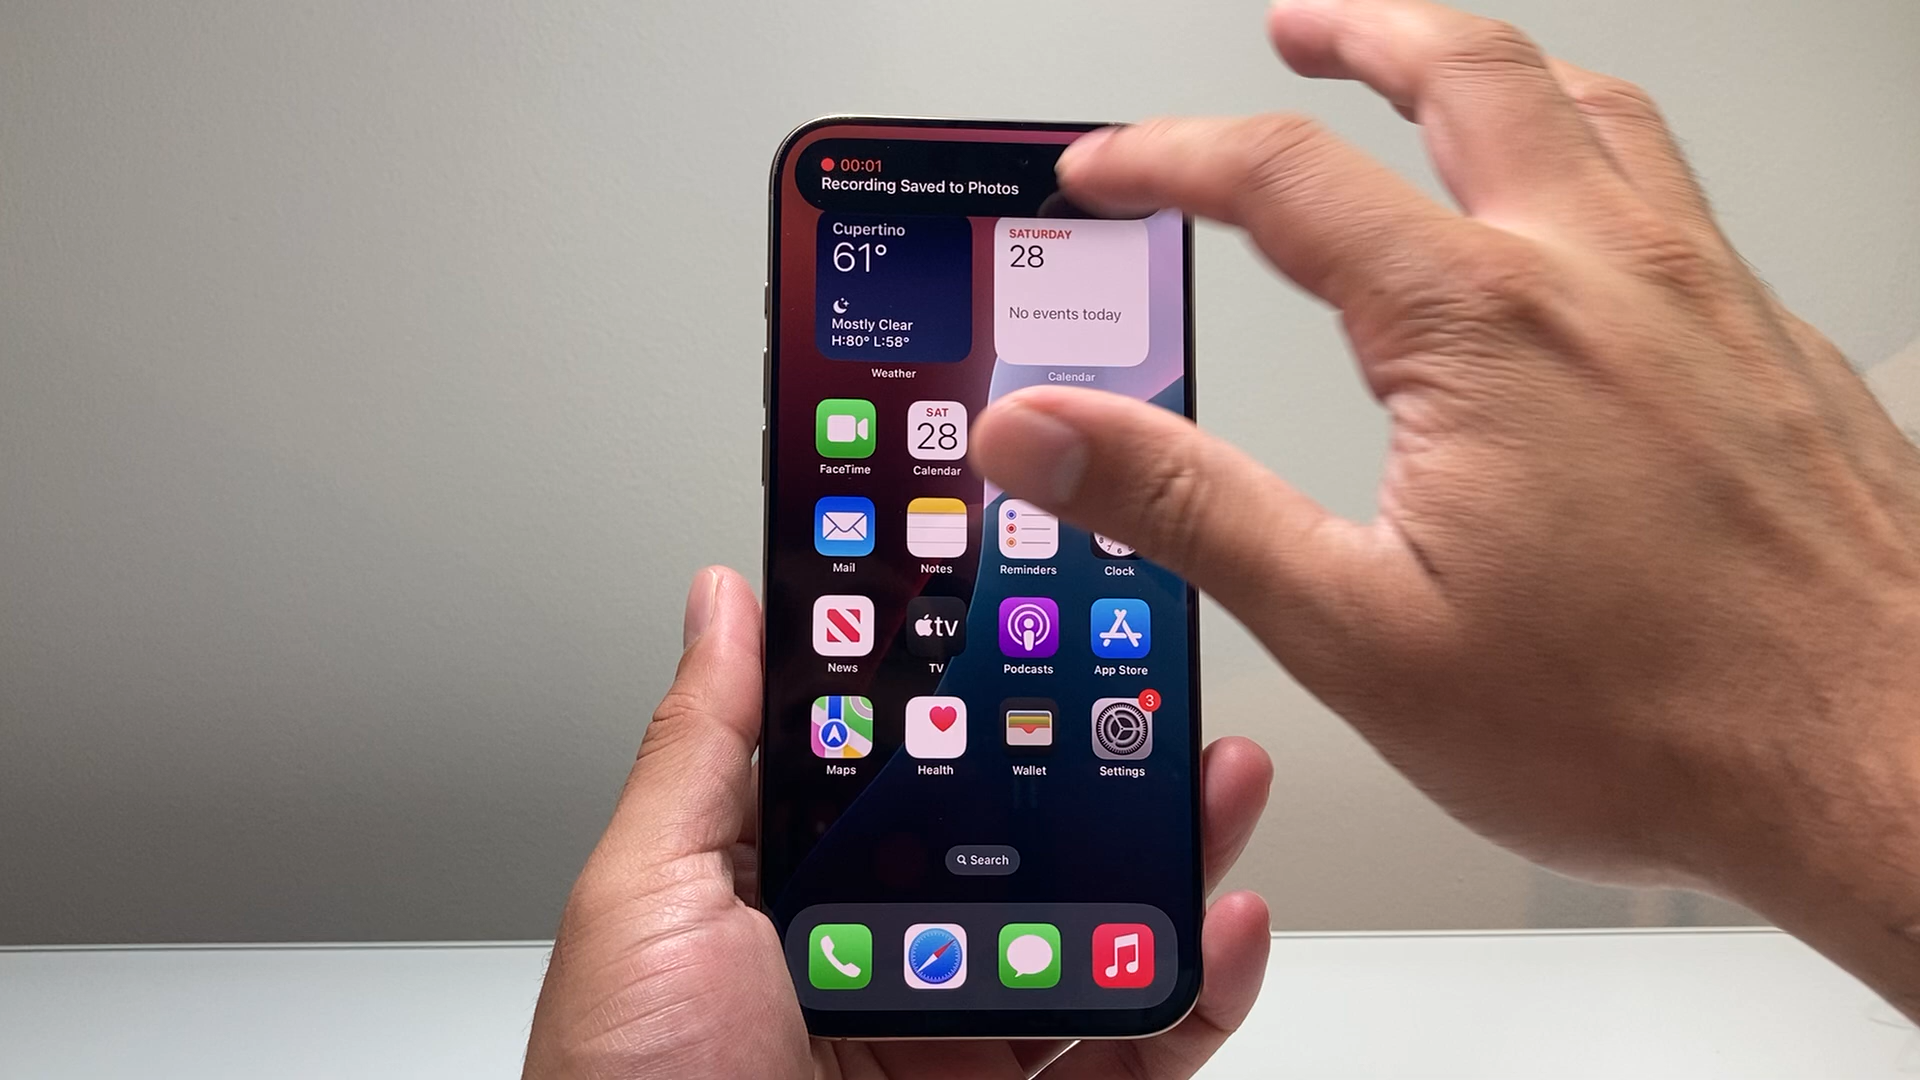 00:01
Recording Saved to Photos
Cupertino
61°
Mostly Clear
H:80° L:58°
Weather
SATURDAY
28
No events today
Calendar
SAT
28
FaceTime
Calendar
Mail
Notes
Reminders
Clock
tv
News
TV
Podcasts
App Store
3
Maps
Health
Wallet
Settings
Search